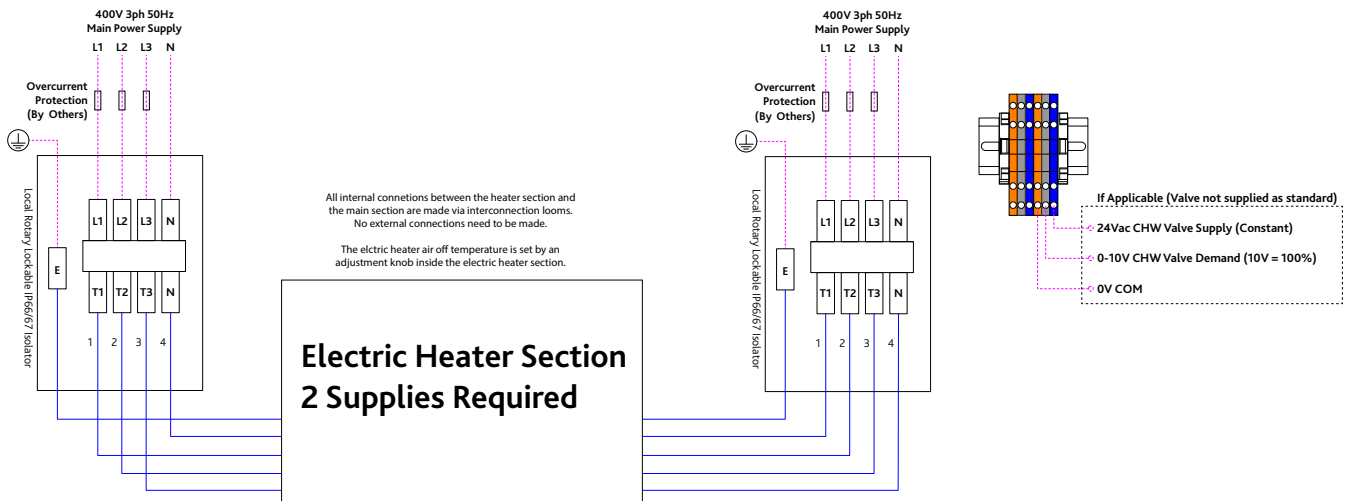 400V 3ph 50Hz
Main Power Supply
L1 L2 L3 N
Overcurrent
Protection
(By Others)
Local Rotary Lockable IP66/67 Isolator
L1 L2 L3 N
E
T1 T2 T3 N
1 2 3 4
All internal connetions between the heater section and
the main section are made via interconnection looms.
No external connections need to be made.
The elctric heater air off temperature is set by an
adjustment knob inside the electric heater section.
Electric Heater Section
2 Supplies Required
400V 3ph 50Hz
Main Power Supply
L1 L2 L3 N
Overcurrent
Protection
(By Others)
Local Rotary Lockable IP66/67 Isolator
L1 L2 L3 N
E
T1 T2 T3 N
1 2 3 4
If Applicable (Valve not supplied as standard)
24Vac CHW Valve Supply (Constant)
0-10V CHW Valve Demand (10V = 100%)
0V COM